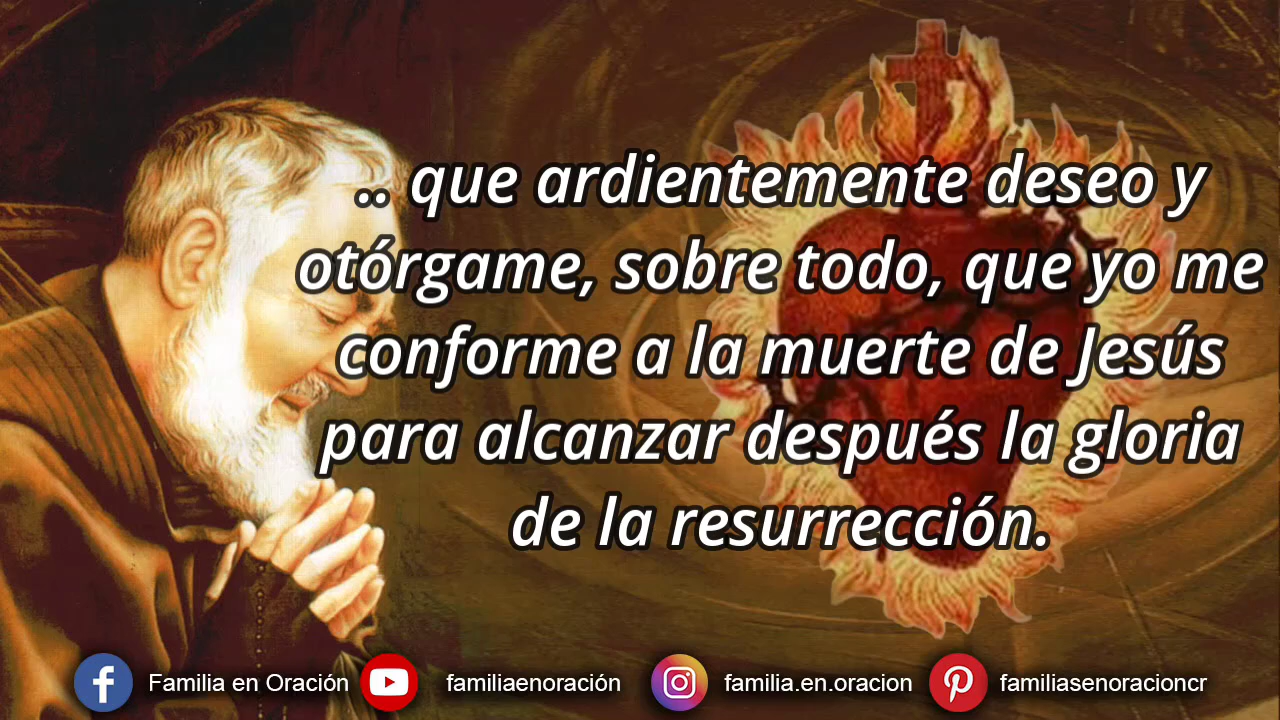 .. que ardientemente deseo y
otórgame, sobre todo, que yo me
conforme a la muerte de Jesús
para alcanzar después la gloria
de la resurrección.
Familia en Oración familiaenoración familia.en.oracion familiasenoracioncr